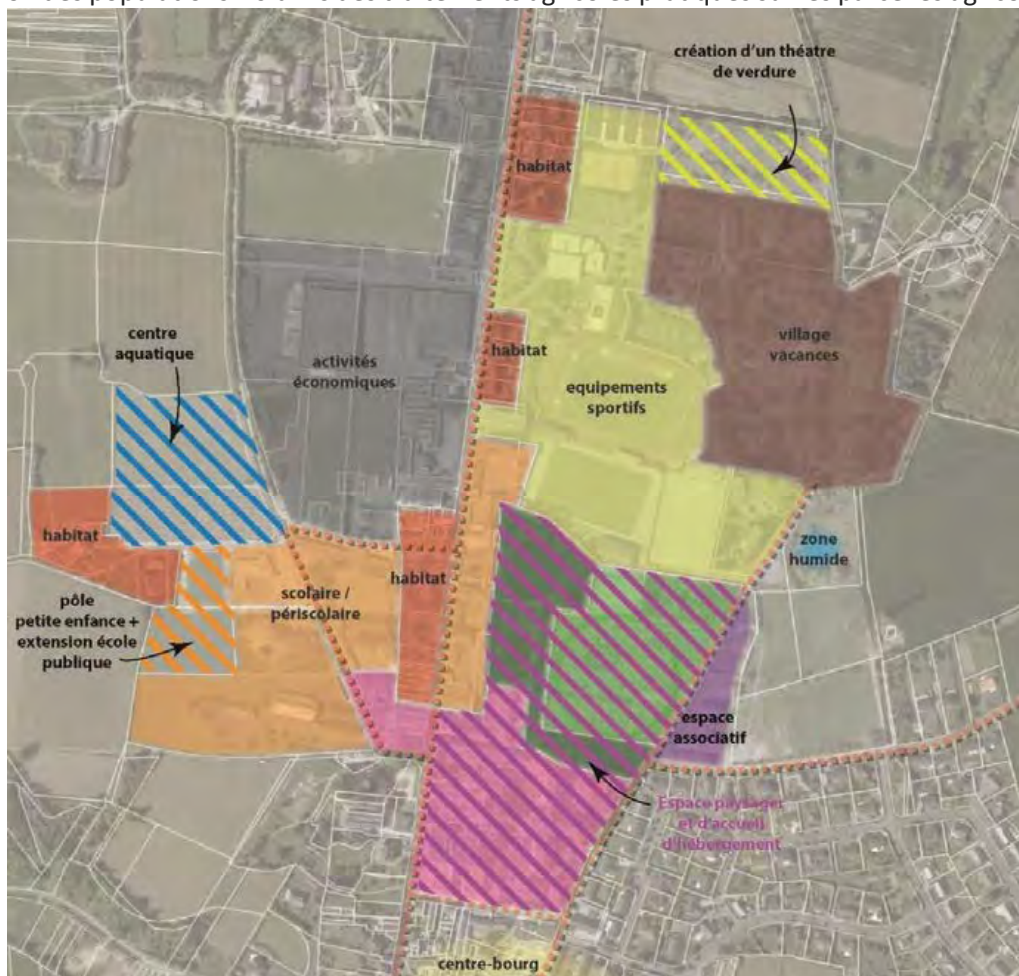 création d'un théatre
de verdure
habitat
village
vacances
habitat
equipements
sportifs
centre
aquatique
activités
économiques
habitat
zone
humide
pôle
petite enfance +
extension école
publique
scolaire /
périscolaire
habitat
espace
associatif
Espace paysager
et d'accueil
d'hébergement
centre-bourg